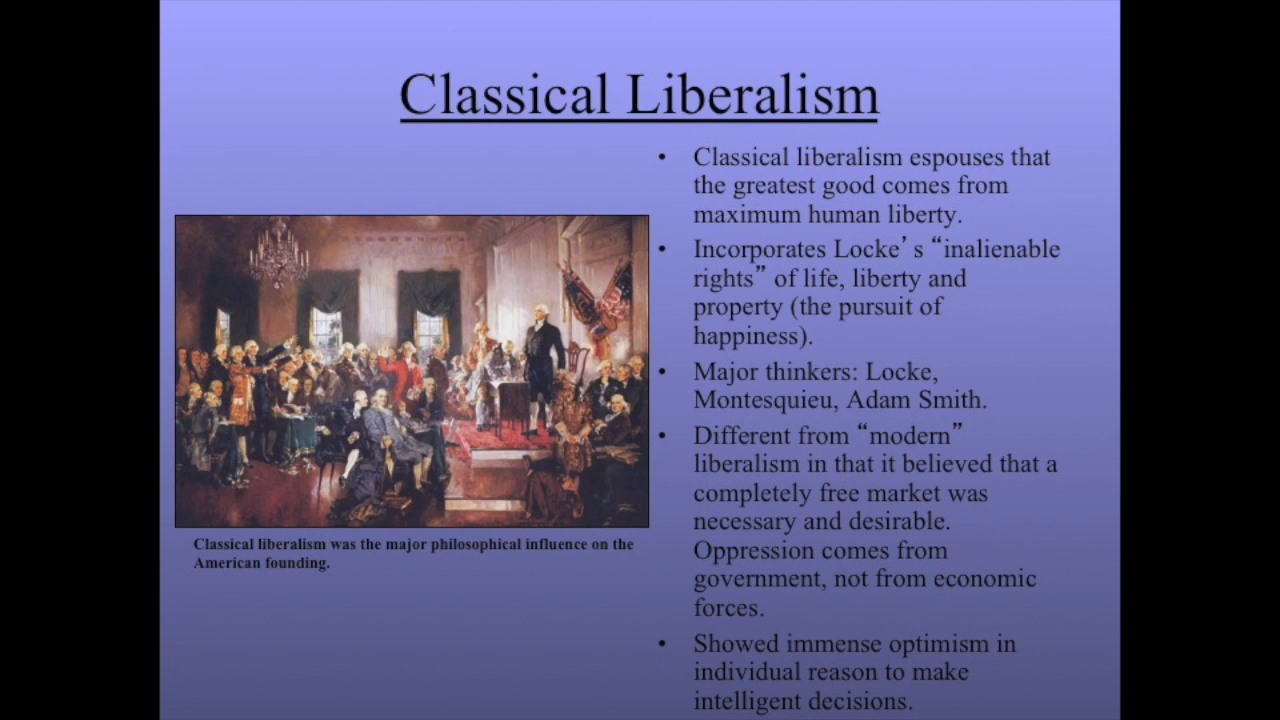 Classical Liberalism
• Classical liberalism espouses that
the greatest good comes from
maximum human liberty.
• Incorporates Locke’s “inalienable
rights” of life, liberty and
property (the pursuit of
happiness).
• Major thinkers: Locke,
Montesquieu, Adam Smith.
• Different from “modern”
liberalism in that it believed that a
completely free market was
necessary and desirable.
Oppression comes from
government, not from economic
forces.
• Showed immense optimism in
individual reason to make
intelligent decisions.
Classical liberalism was the major philosophical influence on the
American founding.